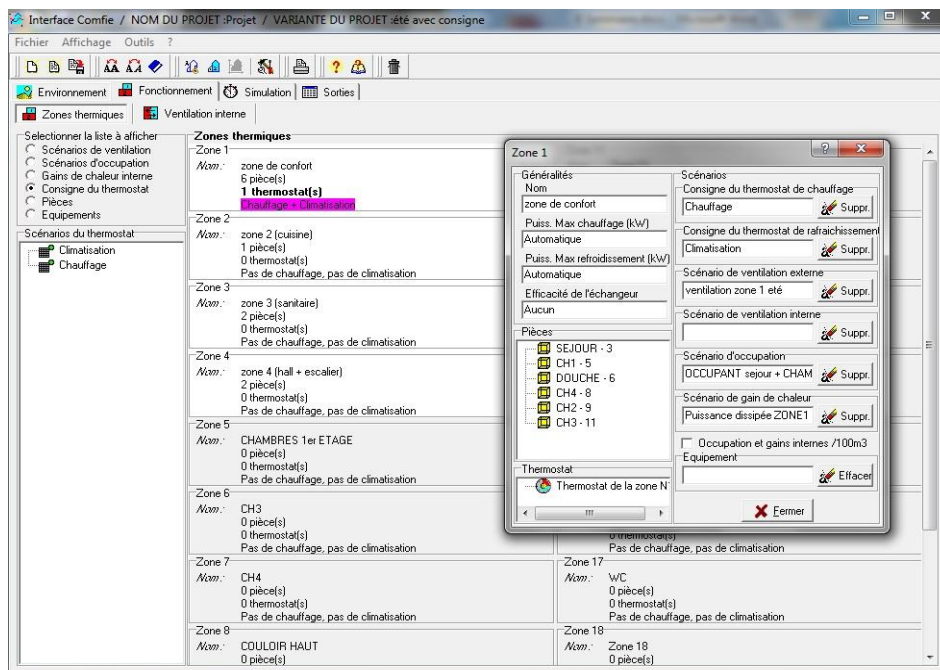 Interface Comfie / NOM DU PROJET :Projet / VARIANTE DU PROJET :été avec consigne
Fichier Affichage Outils ?
Environnement Fonctionnement Simulation Sorties
Zones thermiques Ventilation interne
Selectionner la liste à afficher
Scénarios de ventilation
Scénarios d'occupation
Gains de chaleur interne
Consigne du thermostat
Pièces
Equipements
Scénarios du thermostat
Climatisation
Chauffage
Zones thermiques
Zone 1
Nom : zone de confort
6 pièce(s)
1 thermostat(s)
Chauffage + Climatisation
Zone 2
Nom : zone 2 (cuisine)
1 pièce(s)
0 thermostat(s)
Pas de chauffage, pas de climatisation
Zone 3
Nom : zone 3 (sanitaire)
2 pièce(s)
0 thermostat(s)
Pas de chauffage, pas de climatisation
Zone 4
Nom : zone 4 (hall + escalier)
2 pièce(s)
0 thermostat(s)
Pas de chauffage, pas de climatisation
Zone 5
Nom : CHAMBRES 1er ETAGE
0 pièce(s)
0 thermostat(s)
Pas de chauffage, pas de climatisation
Zone 6
Nom : CH3
0 pièce(s)
0 thermostat(s)
Pas de chauffage, pas de climatisation
0 thermostat(s)
Pas de chauffage, pas de climatisation
Zone 7
Nom : CH4
0 pièce(s)
0 thermostat(s)
Pas de chauffage, pas de climatisation
Zone 17
Nom : WC
0 pièce(s)
0 thermostat(s)
Pas de chauffage, pas de climatisation
Zone 8
Nom : COULOIR HAUT
0 pièce(s)
Zone 18
Nom : Zone 18
0 pièce(s)
Zone 1
Généralités
Nom
zone de confort
Puiss. Max chauffage (kW)
Automatique
Puiss. Max refroidissement (kW)
Automatique
Efficacité de l'échangeur
Aucun
Pièces
SEJOUR - 3
CH1 - 5
DOUCHE - 6
CH4 - 8
CH2 - 9
CH3 - 11
Thermostat
Thermostat de la zone N°
Scénarios
Consigne du thermostat de chauffage
Chauffage Suppr.
Consigne du thermostat de rafraichissement
Climatisation Suppr.
Scénario de ventilation externe
ventilation zone 1 eté Suppr.
Scénario de ventilation interne
Suppr.
Scénario d'occupation
OCCUPANT sejour + CHAM Suppr.
Scénario de gain de chaleur
Puissance dissipée ZONE1 Suppr.
Occupation et gains internes /100m3
Equipement
Effacer
Fermer